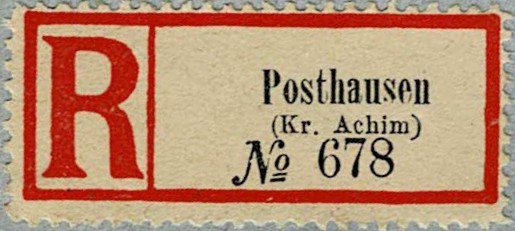 R
Posthausen
(Kr. Achim)
№ 678